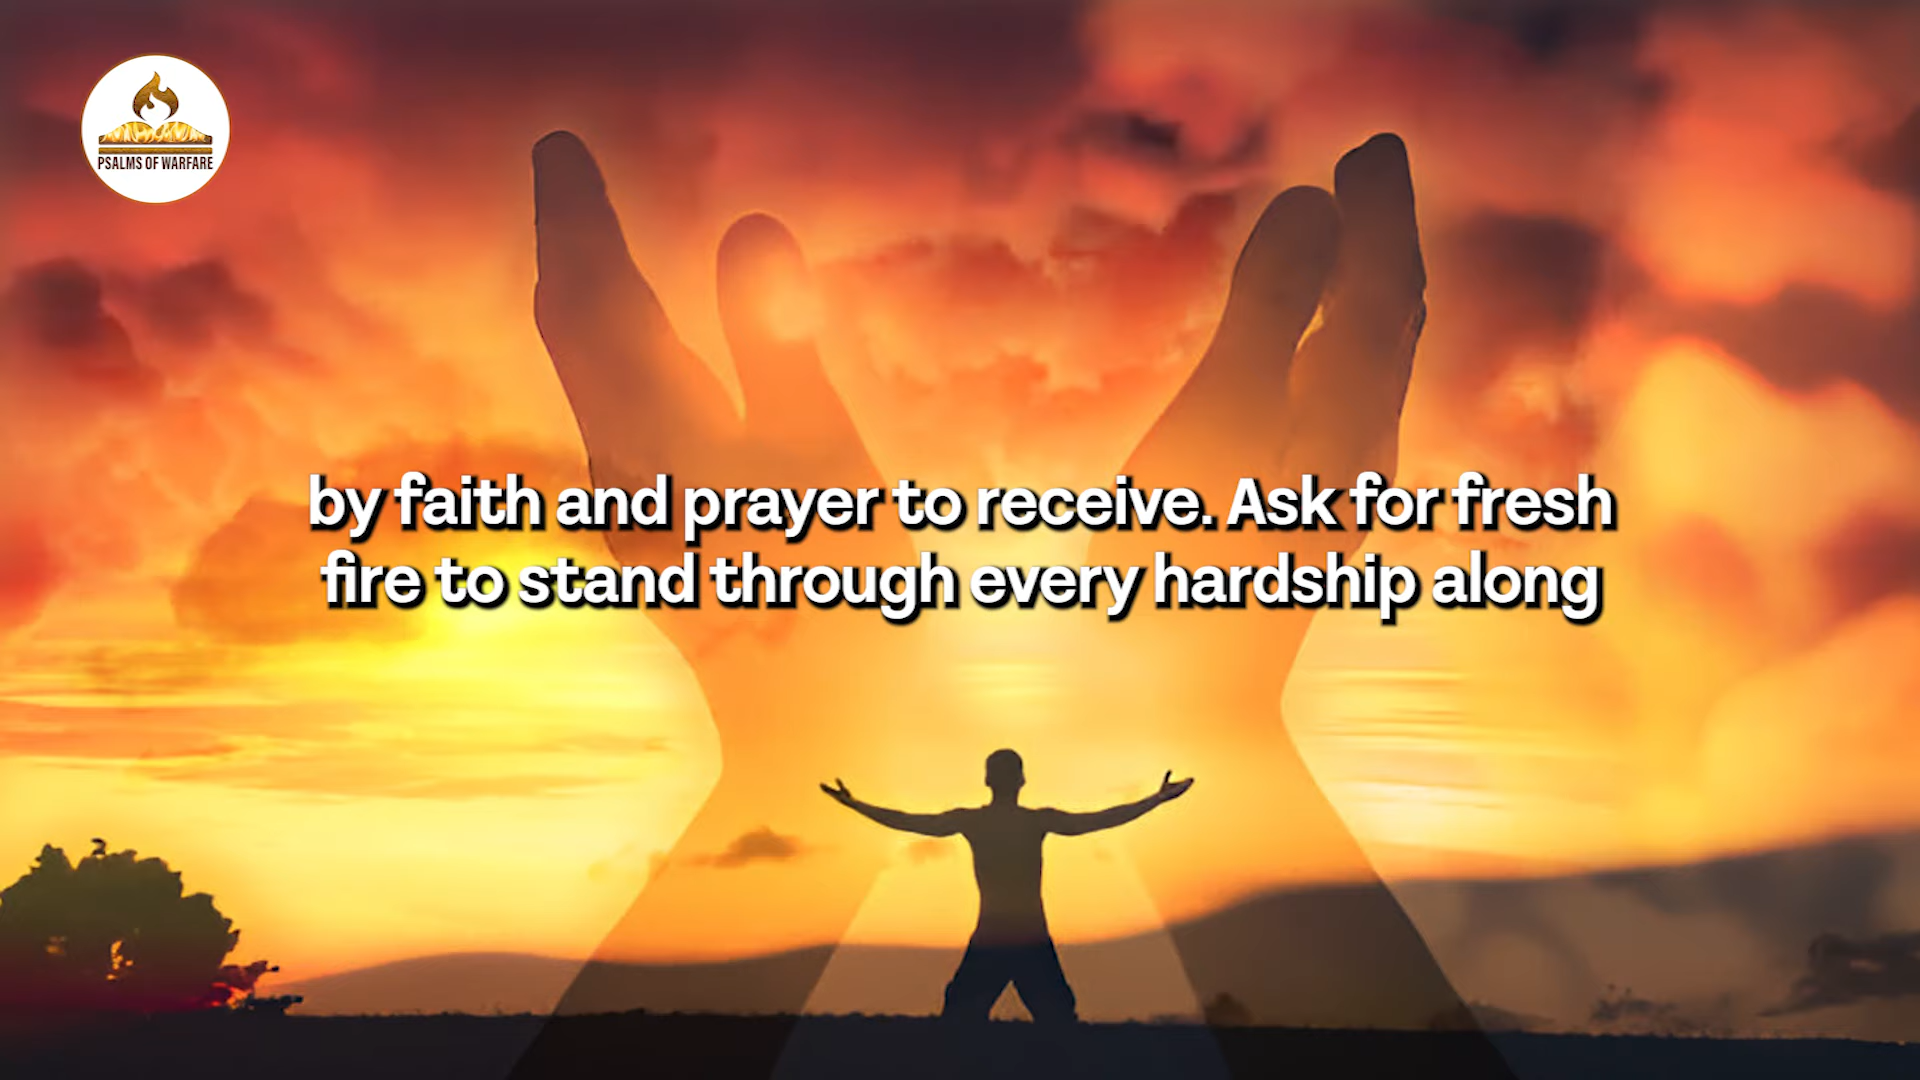 PSALMS OF WARFARE
by faith and prayer to receive. Ask for fresh
fire to stand through every hardship along